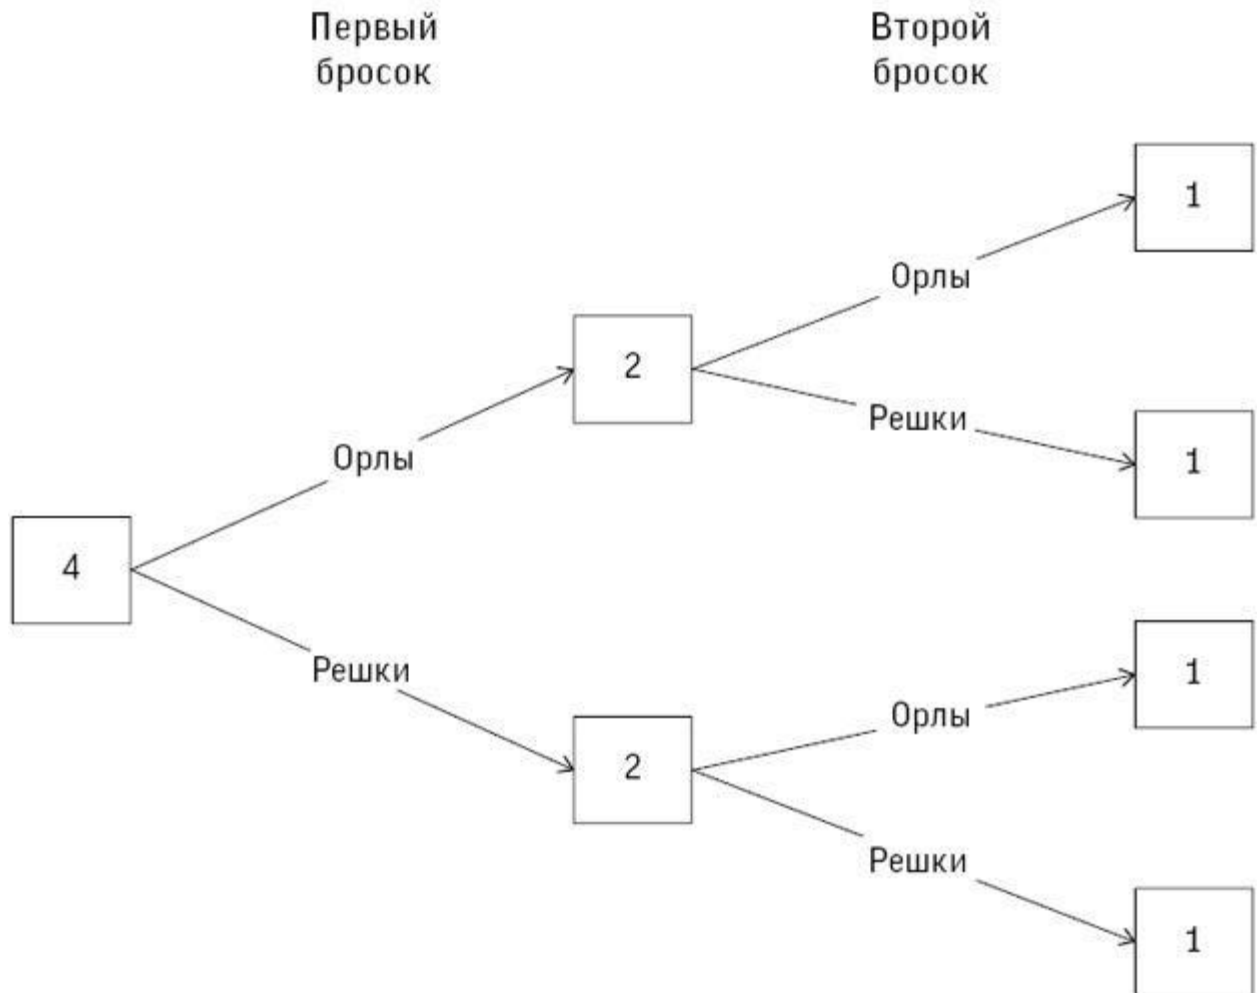 Первый
бросок
Второй
бросок
1
Орлы
2
Решки
1
Орлы
4
Решки
1
Орлы
2
Решки
1